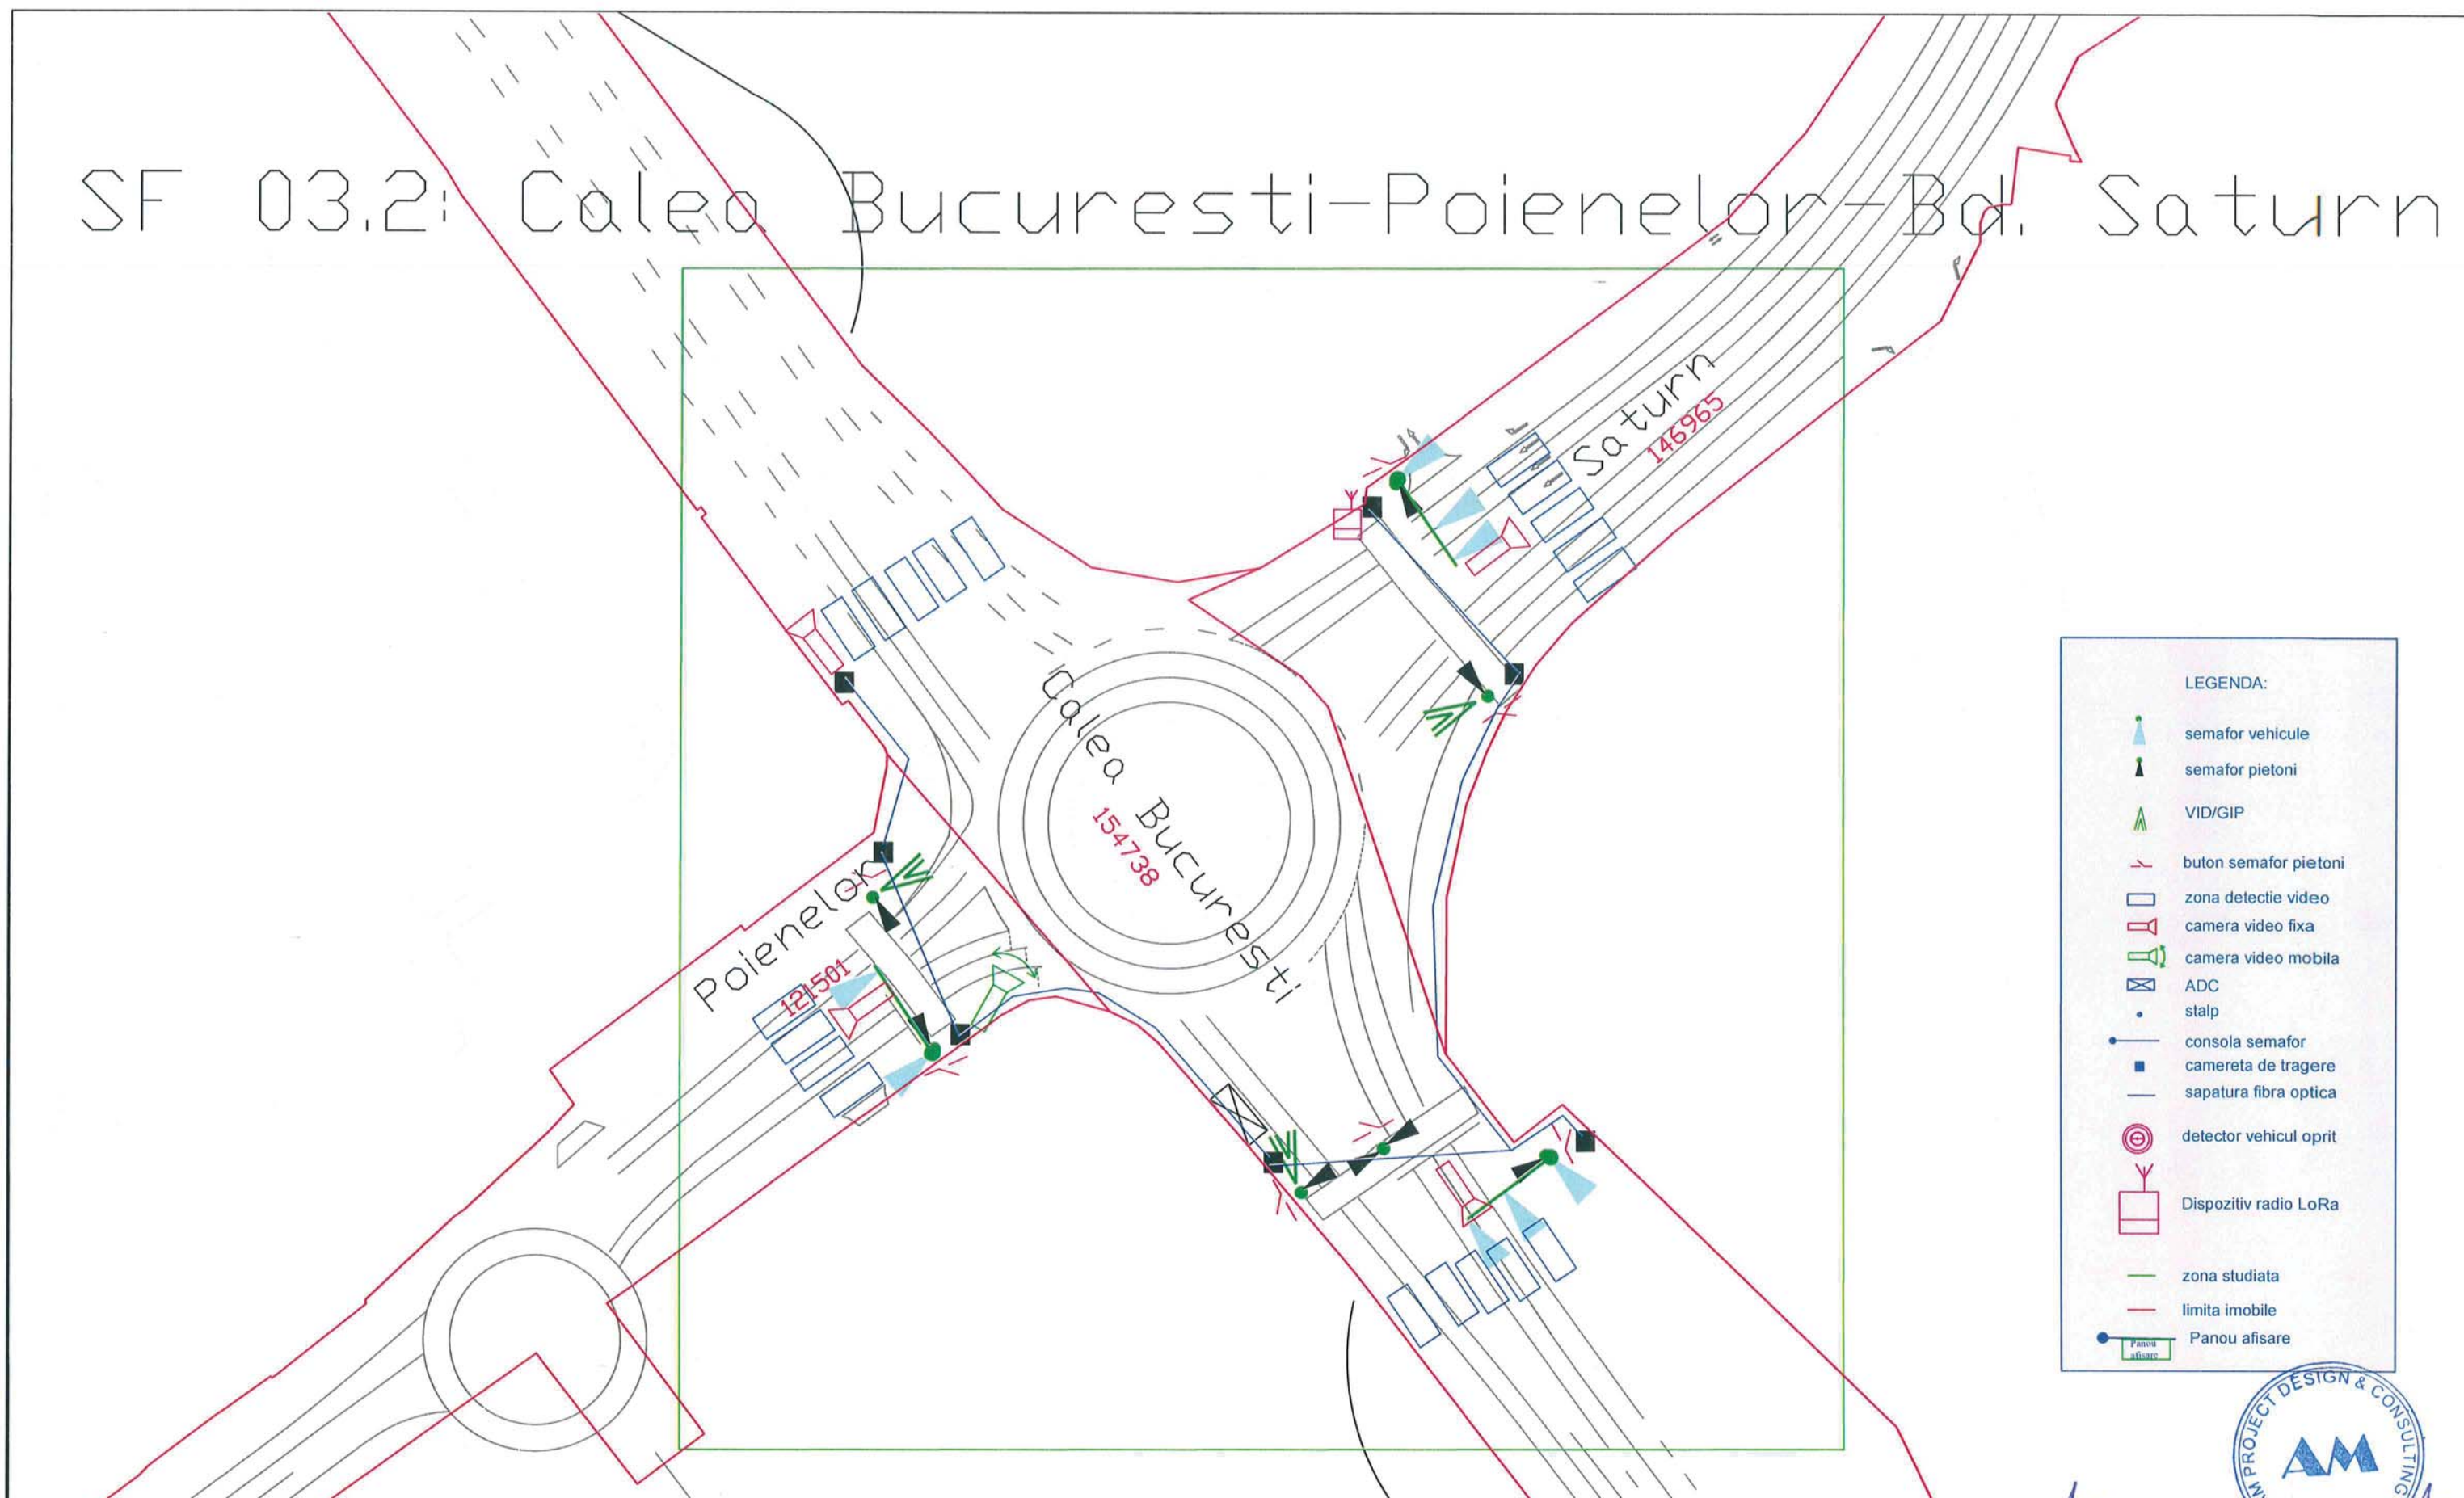 SF 03.2: Calea Bucuresti-Poienelor-Bd. Saturn
Saturn
146965
Calea Bucuresti
154738
Poienelor
121501
LEGENDA:
semafor vehicule
semafor pietoni
VID/GIP
buton semafor pietoni
zona detectie video
camera video fixa
camera video mobila
ADC
stalp
consola semafor
camereta de tragere
sapatura fibra optica
detector vehicul oprit
Dispozitiv radio LoRa
zona studiata
limita imobile
Panou afisare
Panou
afisare
PROJECT DESIGN & CONSULTING
AM